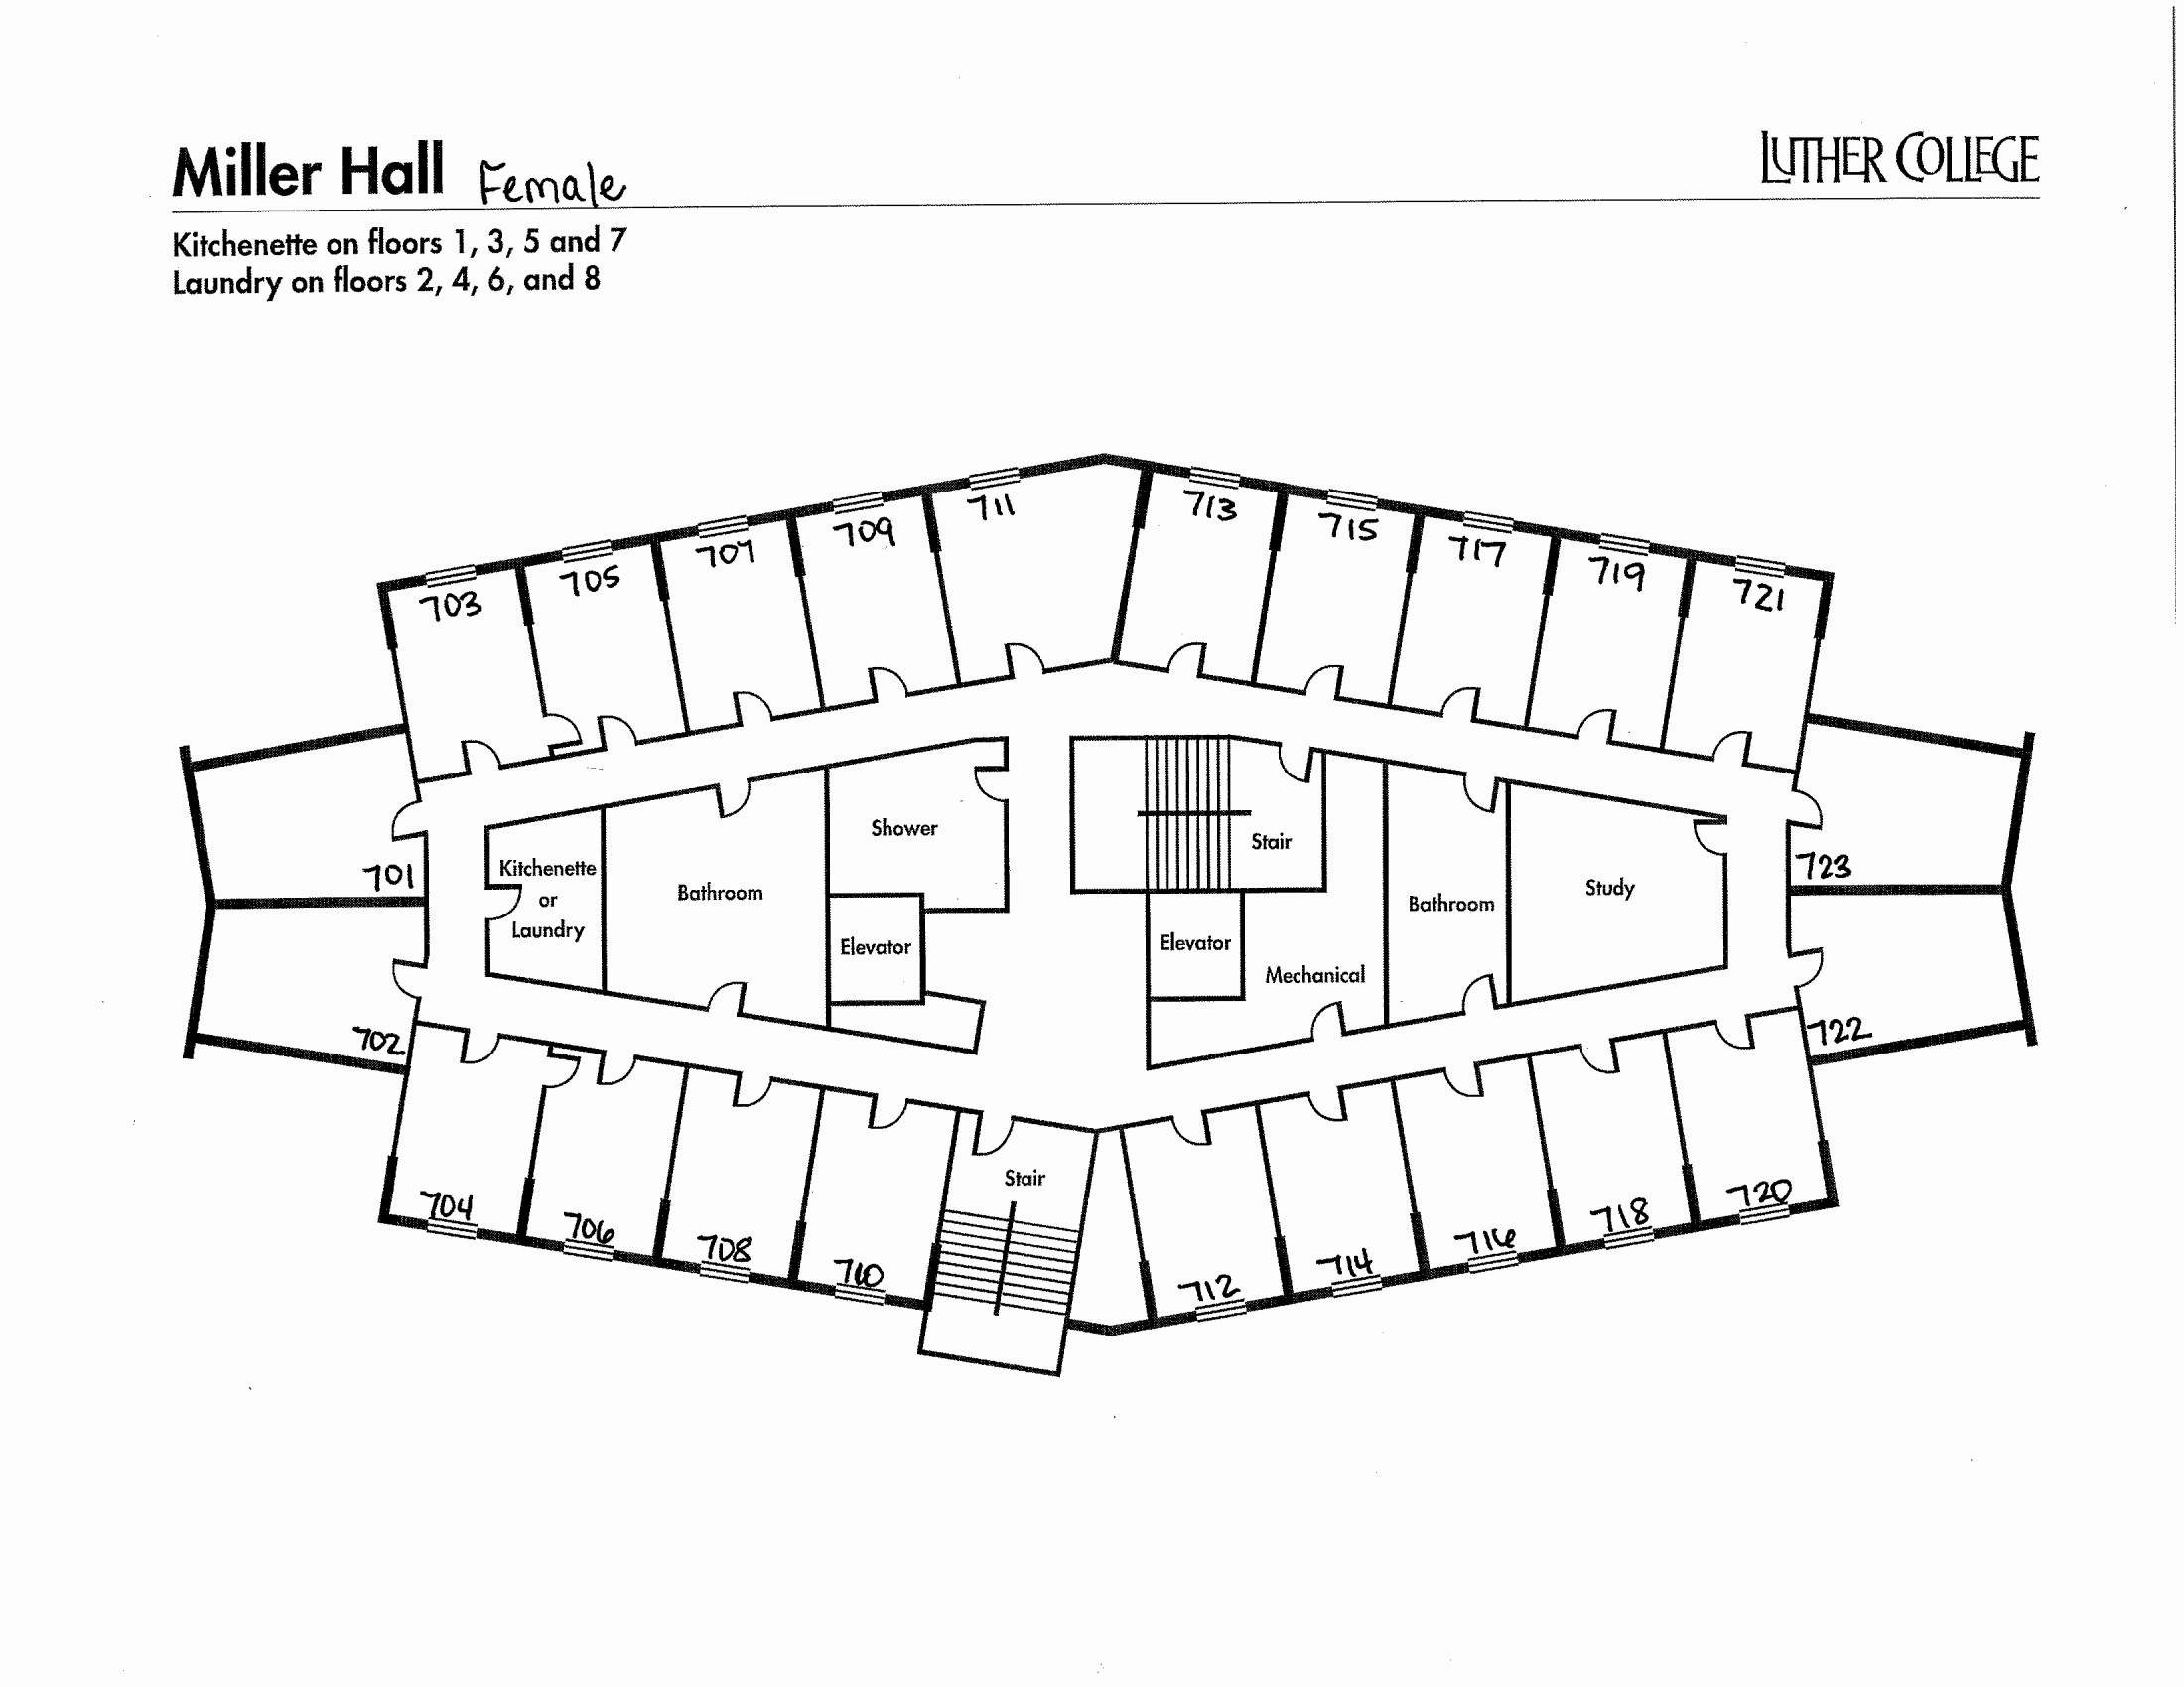 Miller Hall Female
LUTHER COLLEGE
Kitchenette on floors 1, 3, 5 and 7
Laundry on floors 2, 4, 6, and 8
711
713
709
715
707
717
705
719
703
721
Shower
Stair
Kitchenette
or
Laundry
Bathroom
701
723
Study
Bathroom
Elevator
Elevator
Mechanical
702
722
Stair
704
706
708
710
712
714
716
718
720